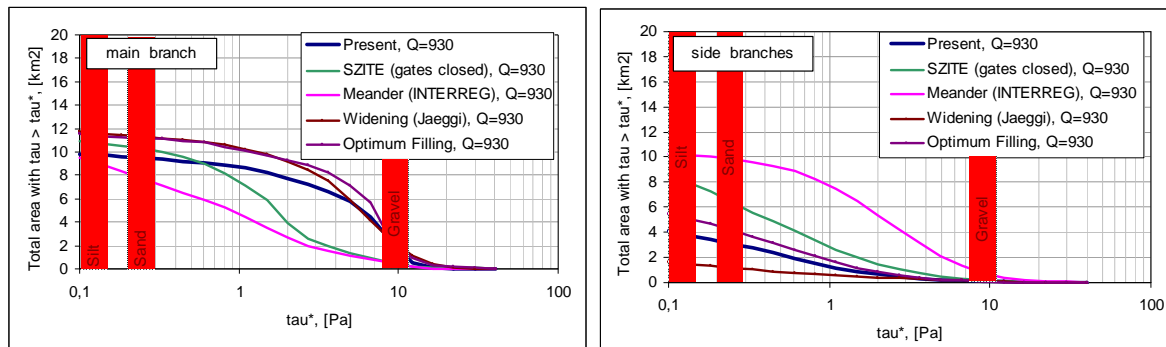 Total area with tau > tau*, [km2]
20
18
16
14
12
10
8
6
4
2
0
main branch
Present, Q=930
SZITE (gates closed), Q=930
Meander (INTERREG), Q=930
Widening (Jaeggi), Q=930
Optimum Filling, Q=930
Silt
Sand
Gravel
0,1
1
10
100
tau*, [Pa]
Total area with tau > tau*, [km2]
20
18
16
14
12
10
8
6
4
2
0
side branches
Present, Q=930
SZITE (gates closed), Q=930
Meander (INTERREG), Q=930
Widening (Jaeggi), Q=930
Optimum Filling, Q=930
Silt
Sand
Gravel
0,1
1
10
100
tau*, [Pa]